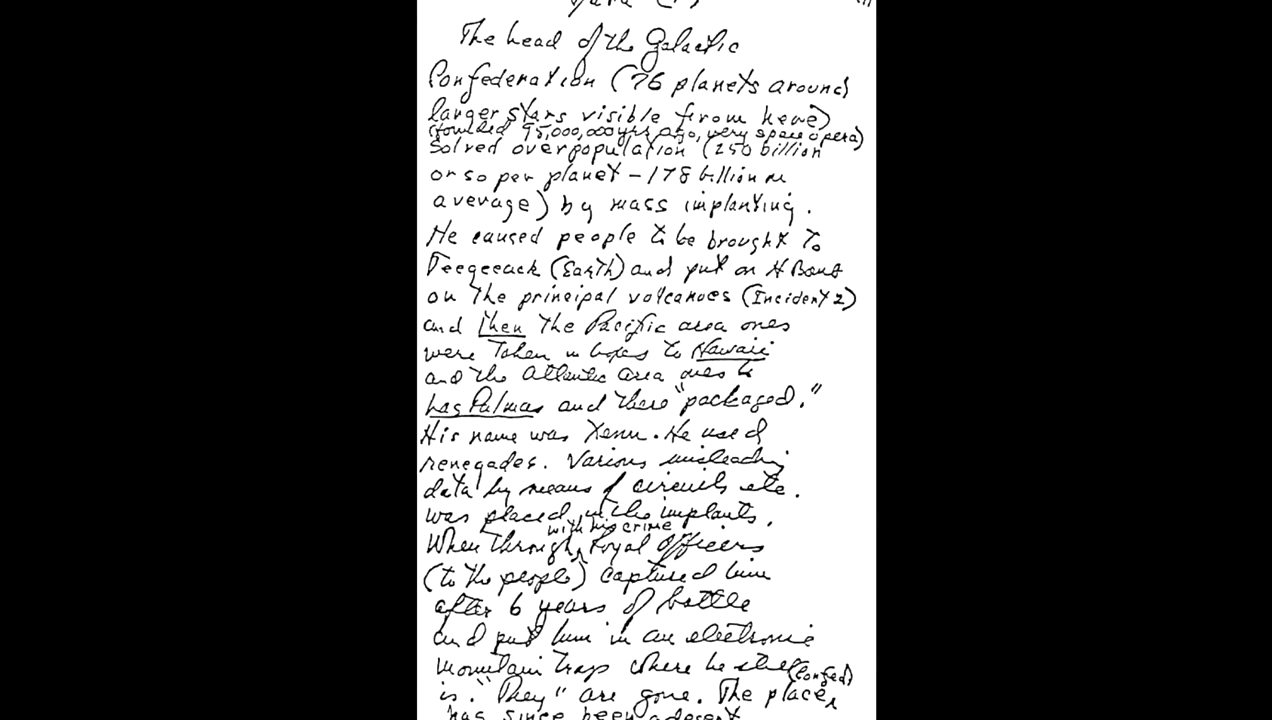 Data (1)
The head of the Galactic
Confederation (76 planets around
larger stars visible from here)
(founded 95,000,000 yrs ago, very space opera)
solved overpopulation (250 billion
or so per planet - 178 billion on
average) by mass implanting.
He caused people to be brought to
Teegeeack (Earth) and put an H Bomb
on the principal volcanoes (Incident 2)
and then the Pacific area ones
were taken in boxes to Hawaii
and the Atlantic area ones to
Las Palmas and there "packaged."
His name was Xenu. He used
renegades. Various misleading
data by means of circuits etc.
was placed in the implants.
with his crime
When through, Loyal Officers
(to the people) captured him
after 6 years of battle
and put him in an electronic
mountain trap where he still
is. "They" are gone. The place (Confed)
has since been a desert